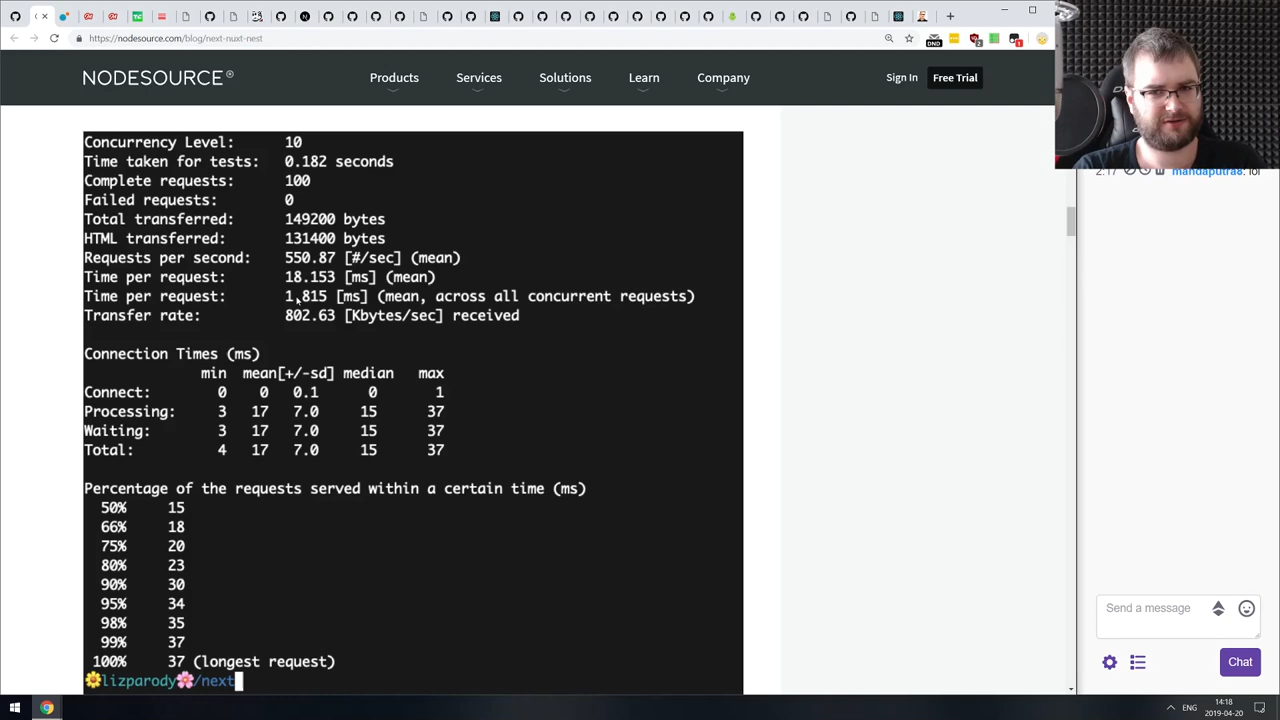 https://nodesource.com/blog/next-nuxt-nest
DND
2
1
NODESOURCE®
Products
Services
Solutions
Learn
Company
Sign In
Free Trial
Concurrency Level: 10
Time taken for tests: 0.182 seconds
Complete requests: 100
Failed requests: 0
Total transferred: 149200 bytes
HTML transferred: 131400 bytes
Requests per second: 550.87 [#/sec] (mean)
Time per request: 18.153 [ms] (mean)
Time per request: 1.815 [ms] (mean, across all concurrent requests)
Transfer rate: 802.63 [Kbytes/sec] received
Connection Times (ms)
min mean[+/-sd] median max
Connect: 0 0 0.1 0 1
Processing: 3 17 7.0 15 37
Waiting: 3 17 7.0 15 37
Total: 4 17 7.0 15 37
Percentage of the requests served within a certain time (ms)
50% 15
66% 18
75% 20
80% 23
90% 30
95% 34
98% 35
99% 37
100% 37 (longest request)
lizparody /next
2:17 mandaputra8: lol
Send a message
Chat
ENG
14:18
2019-04-20